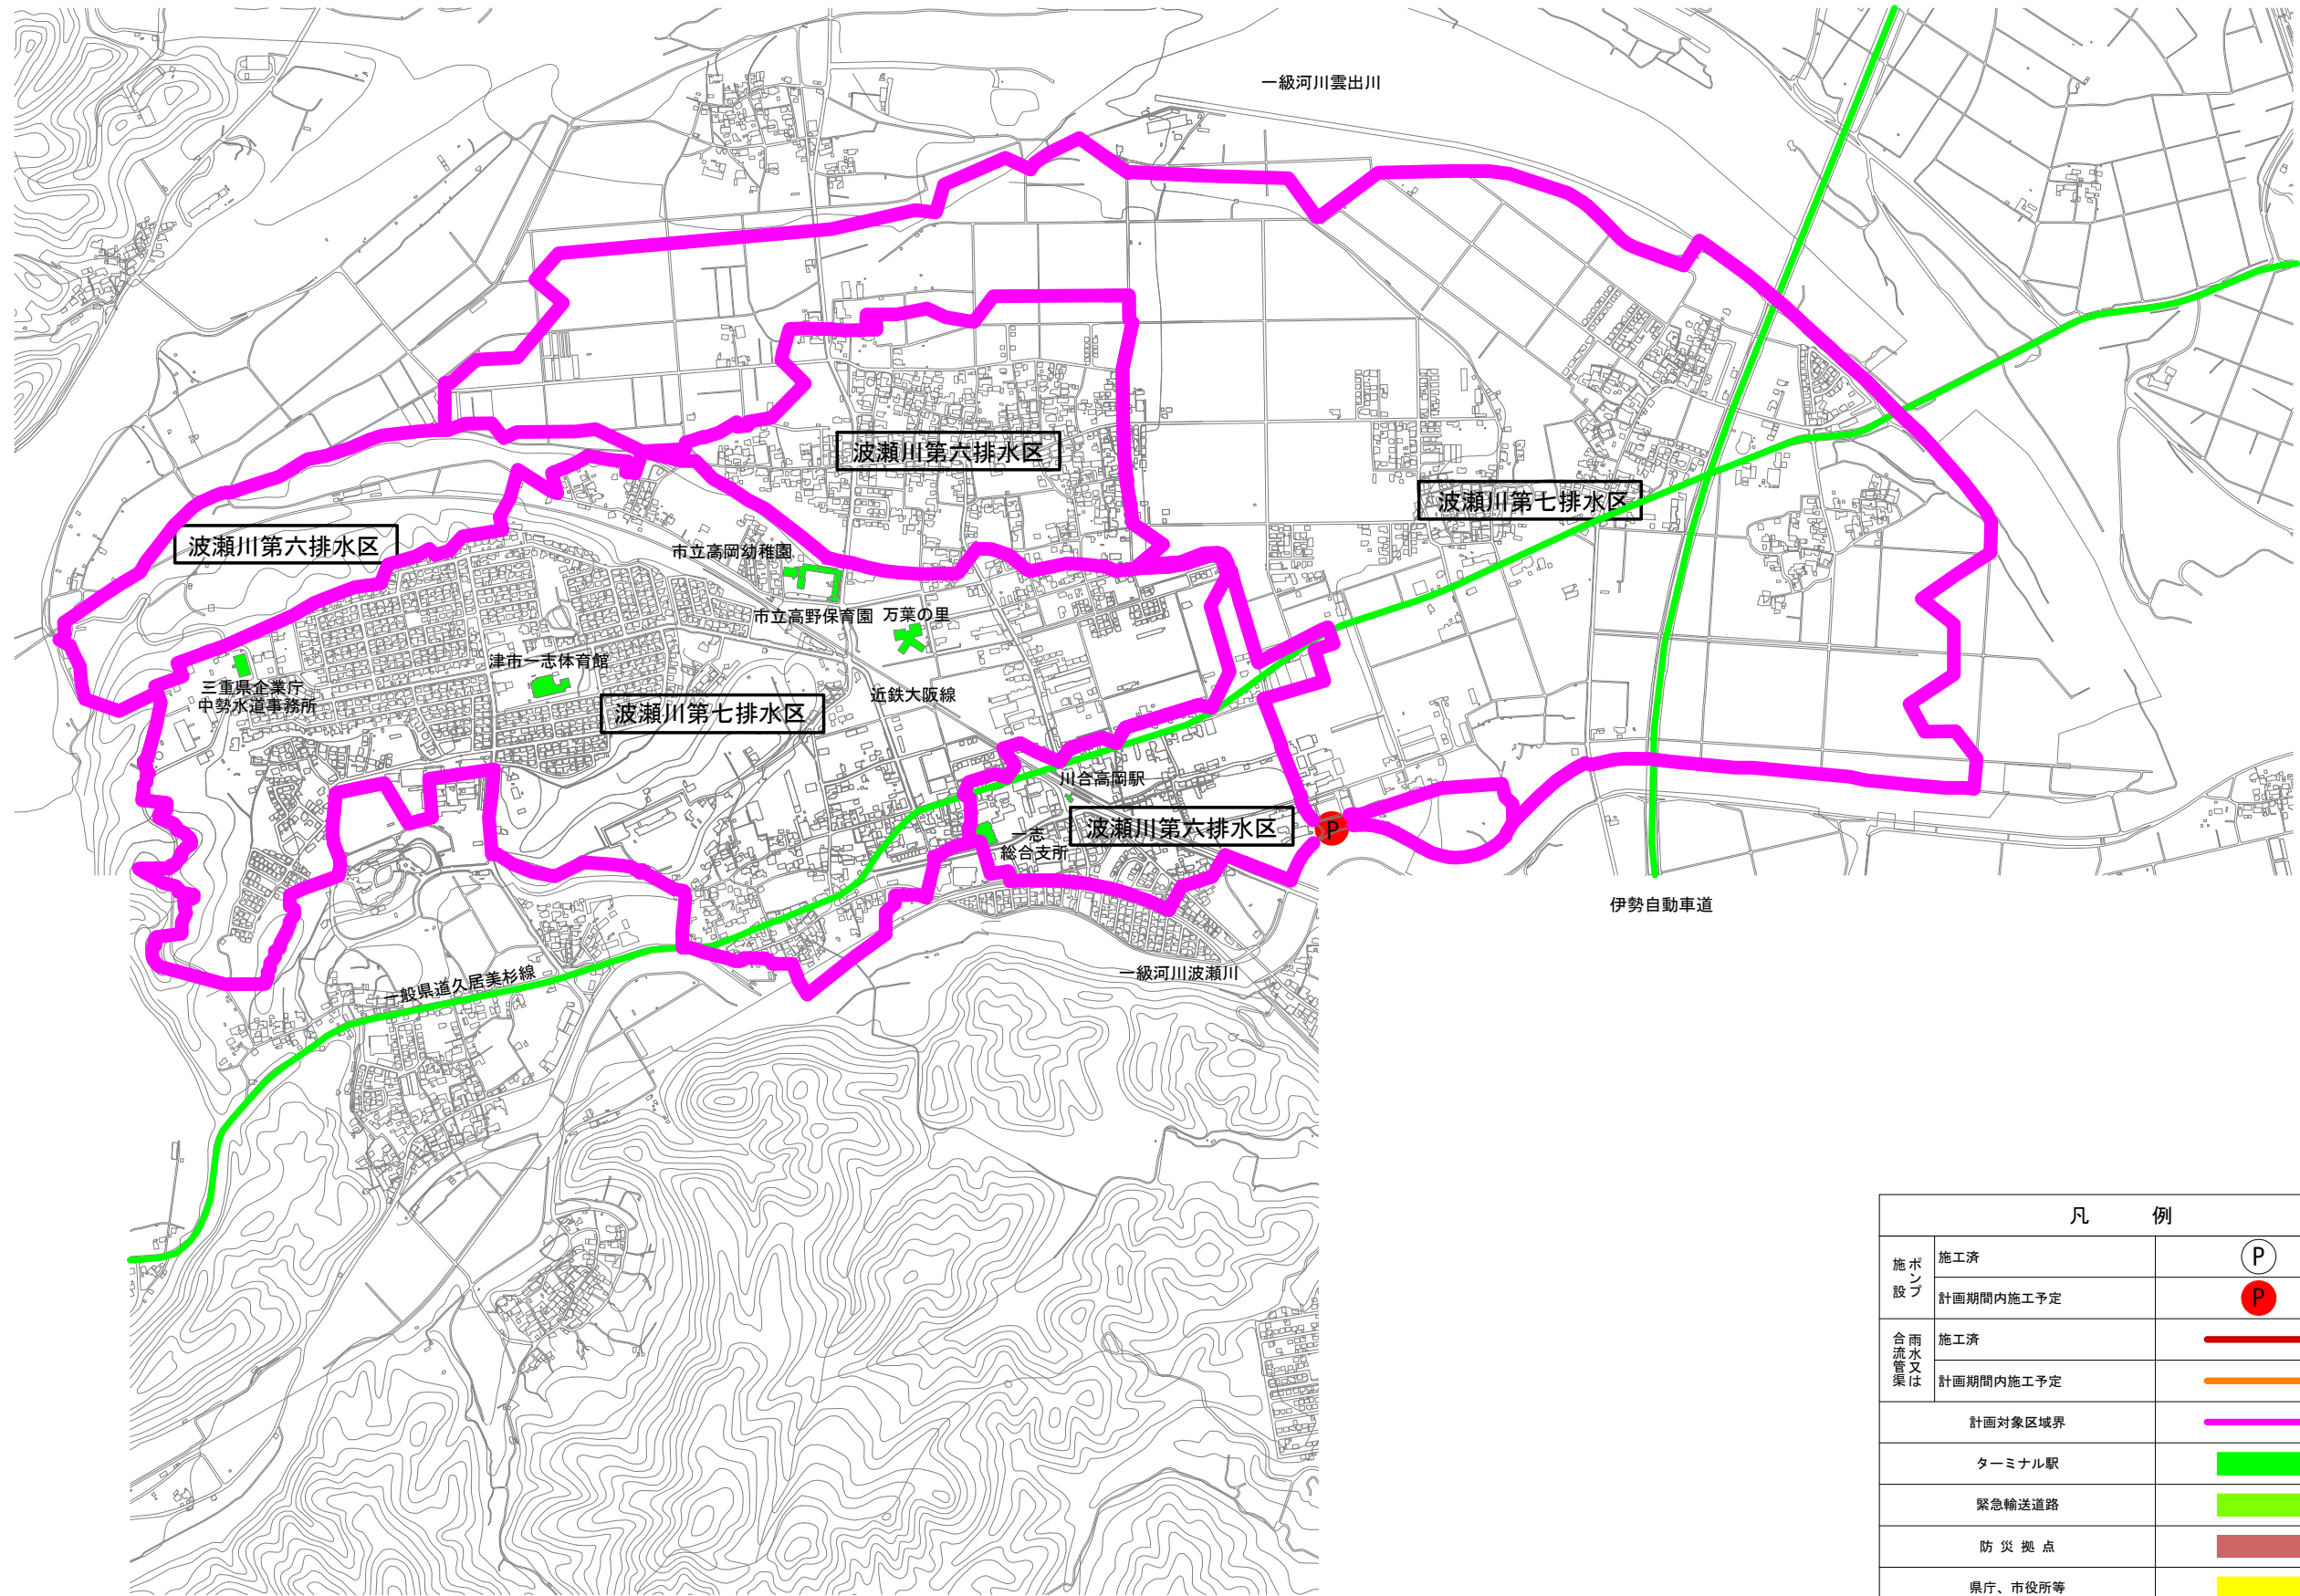 一級河川雲出川
波瀬川第六排水区
波瀬川第七排水区
波瀬川第六排水区
市立高岡幼稚園
市立高野保育園
万葉の里
津市一志体育館
三重県企業庁
中勢水道事務所
近鉄大阪線
波瀬川第七排水区
川合高岡駅
波瀬川第六排水区
P
一志
総合支所
伊勢自動車道
一級河川波瀬川
一般県道久居美杉線
凡 例
ポンプ施設
施工済
P
計画期間内施工予定
P
雨水又は合流管渠
施工済
計画期間内施工予定
計画対象区域界
ターミナル駅
緊急輸送道路
防災拠点
県庁、市役所等